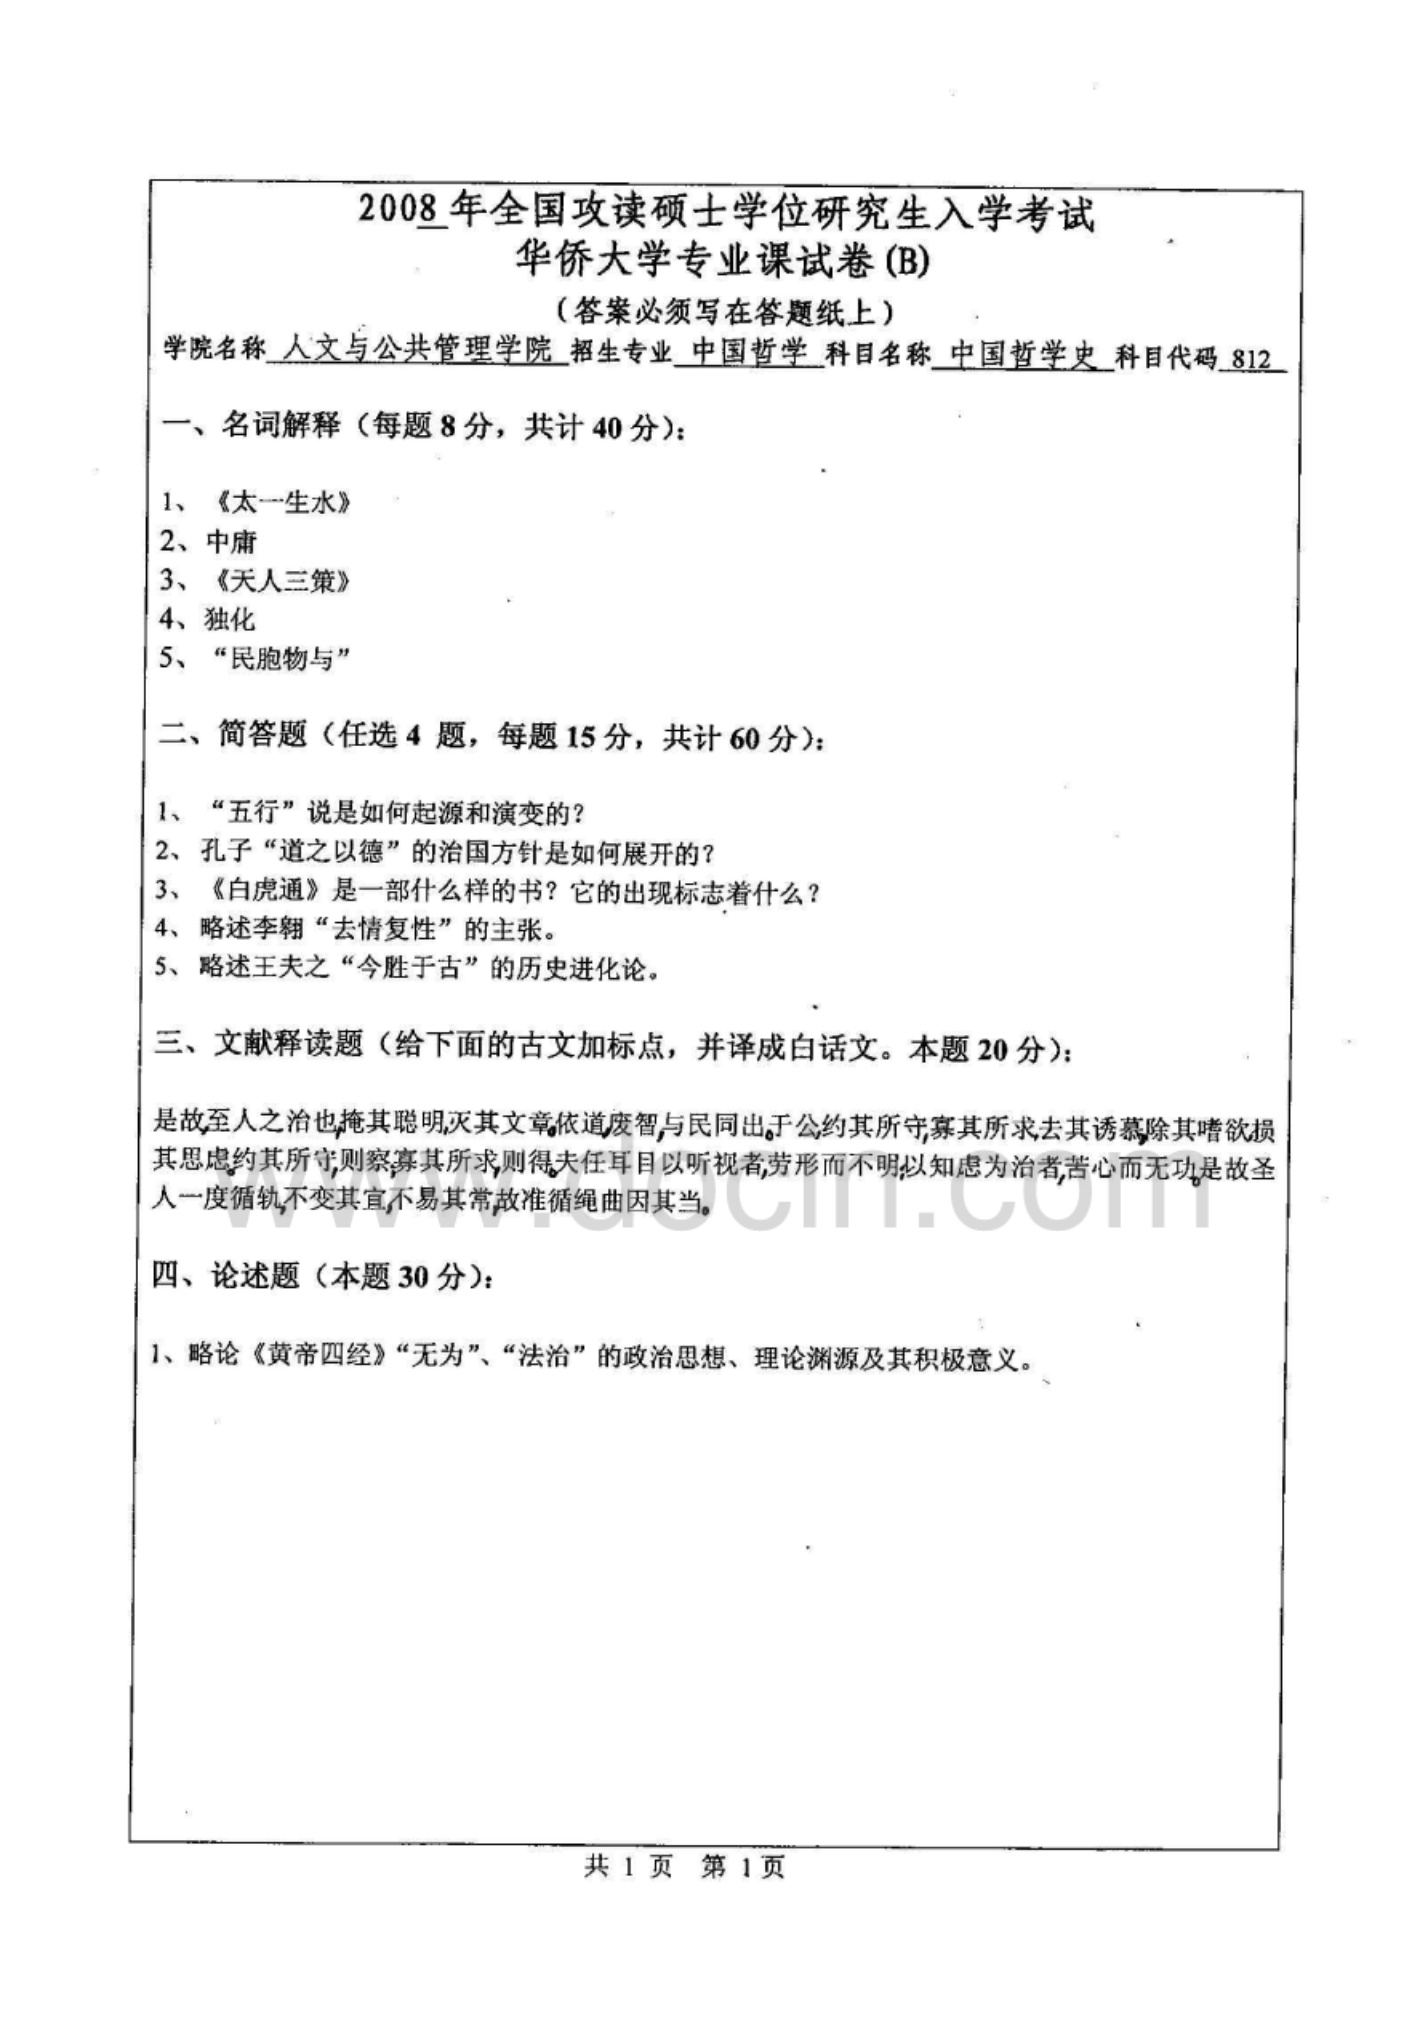 2008年全国攻读硕士学位研究生入学考试
华侨大学专业课试卷(B)
（答案必须写在答题纸上）
学院名称 人文与公共管理学院 招生专业 中国哲学 科目名称 中国哲学史 科目代码 812
一、名词解释（每题 8 分，共计 40 分）：
1、《太一生水》
2、中庸
3、《天人三策》
4、独化
5、“民胞物与”
二、简答题（任选 4 题，每题 15 分，共计 60 分）：
1、“五行”说是如何起源和演变的？
2、孔子“道之以德”的治国方针是如何展开的？
3、《白虎通》是一部什么样的书？它的出现标志着什么？
4、略述李翱“去情复性”的主张。
5、略述王夫之“今胜于古”的历史进化论。
三、文献释读题（给下面的古文加标点，并译成白话文。本题 20 分）：
是故,至人之治也,掩其聪明,灭其文章。依道,废智,与民同出。于公,约其所守,寡其所求,去其诱慕,除其嗜欲,损
其思虑。约其所守,则察,寡其所求,则得。夫任耳目以听视者,劳形而不明,以知虑为治者,苦心而无功。是故圣
人一度循轨,不变其宜,不易其常,故准循绳曲因其当。
四、论述题（本题 30 分）：
1、略论《黄帝四经》“无为”、“法治”的政治思想、理论渊源及其积极意义。
共 1 页 第 1 页
www.docin.com